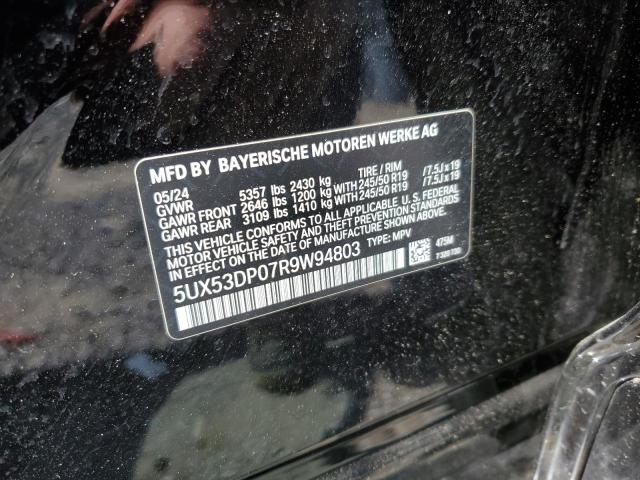 MFD BY BAYERISCHE MOTOREN WERKE AG
05/24 TIRE / RIM
GVWR 5357 lbs 2430 kg
GAWR FRONT 2646 lbs 1200 kg WITH 245/50 R19 /7.5J x 19
GAWR REAR 3109 lbs 1410 kg WITH 245/50 R19 /7.5J x 19
THIS VEHICLE CONFORMS TO ALL APPLICABLE U. S. FEDERAL
MOTOR VEHICLE SAFETY AND THEFT PREVENTION STANDARDS
IN EFFECT ON THE DATE OF MANUFACTURE SHOWN ABOVE.
5UX53DP07R9W94803 TYPE: MPV
475M